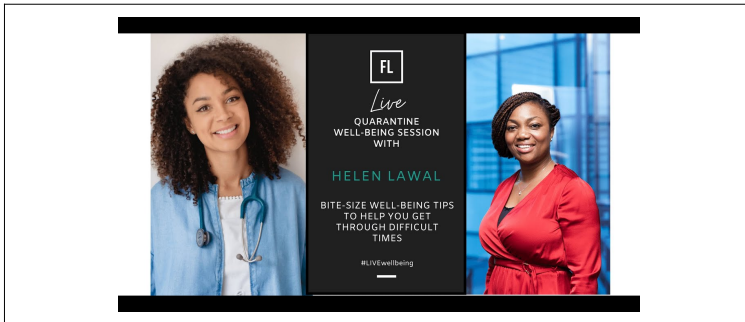 FL
Live
QUARANTINE
WELL-BEING SESSION
WITH
HELEN LAWAL
BITE-SIZE WELL-BEING TIPS
TO HELP YOU GET
THROUGH DIFFICULT
TIMES
#LIVEwellbeing